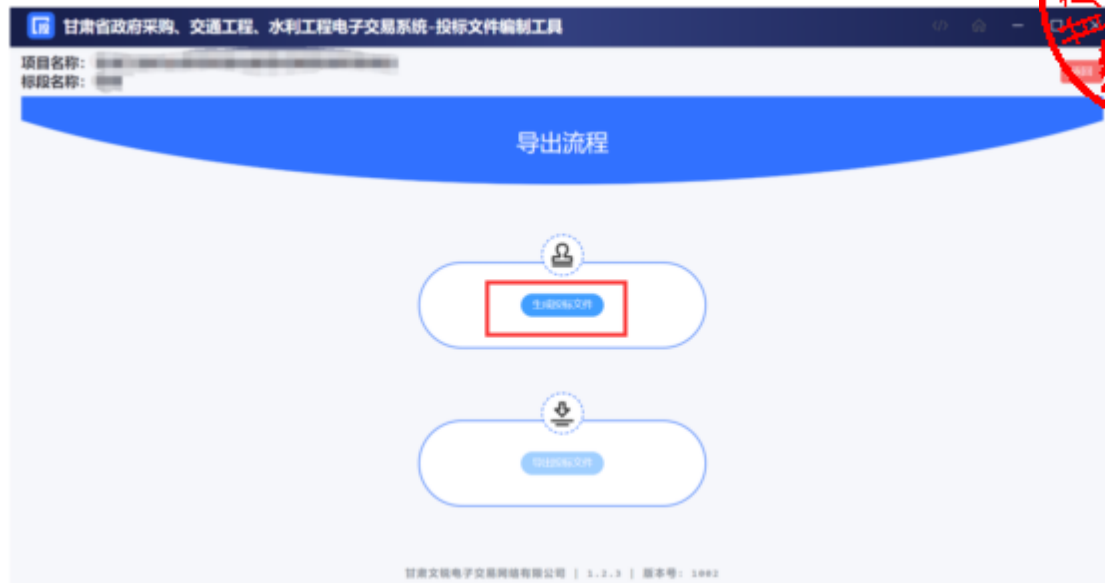 甘肃省政府采购、交通工程、水利工程电子交易系统-投标文件编制工具
项目名称：
标段名称：
导出流程
生成投标文件
导出投标文件
甘肃文锐电子交易网络有限公司 | 1.2.3 | 版本号：1002